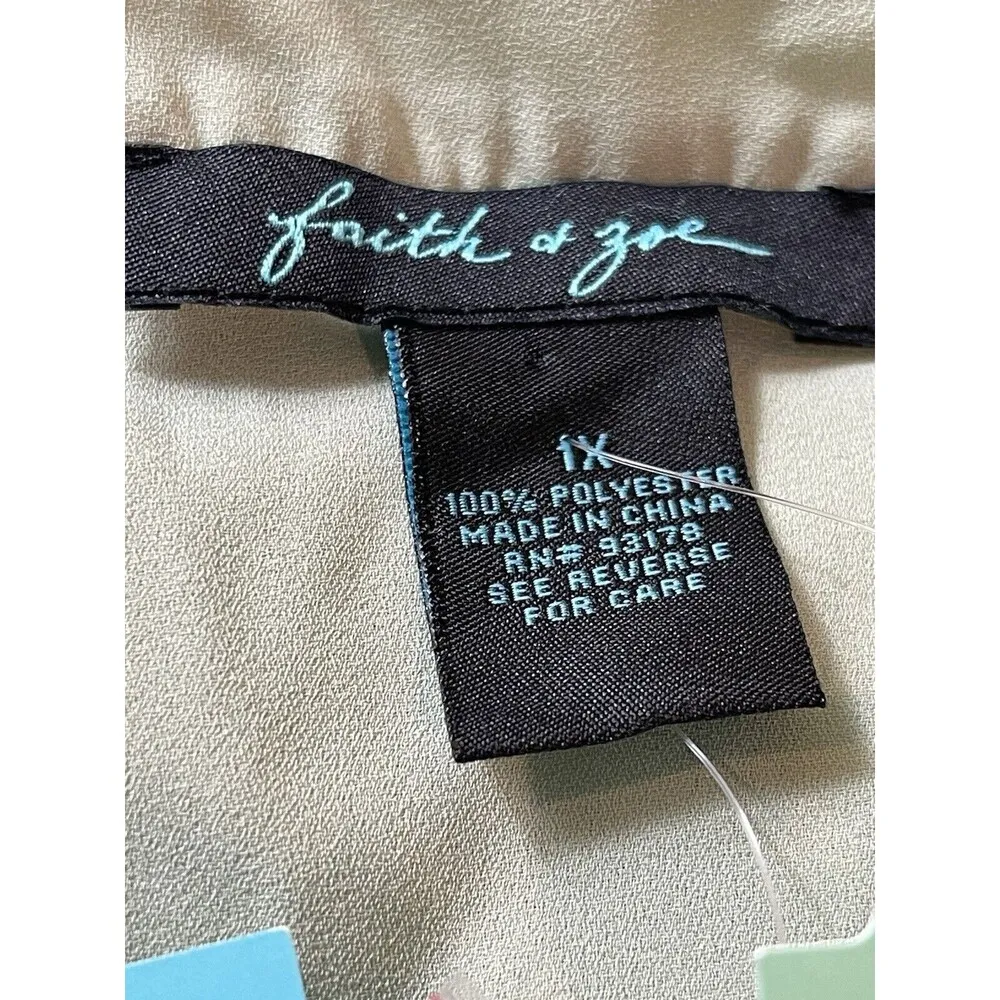 faith & zoe
1X
100% POLYESTER
MADE IN CHINA
RN# 93178
SEE REVERSE
FOR CARE